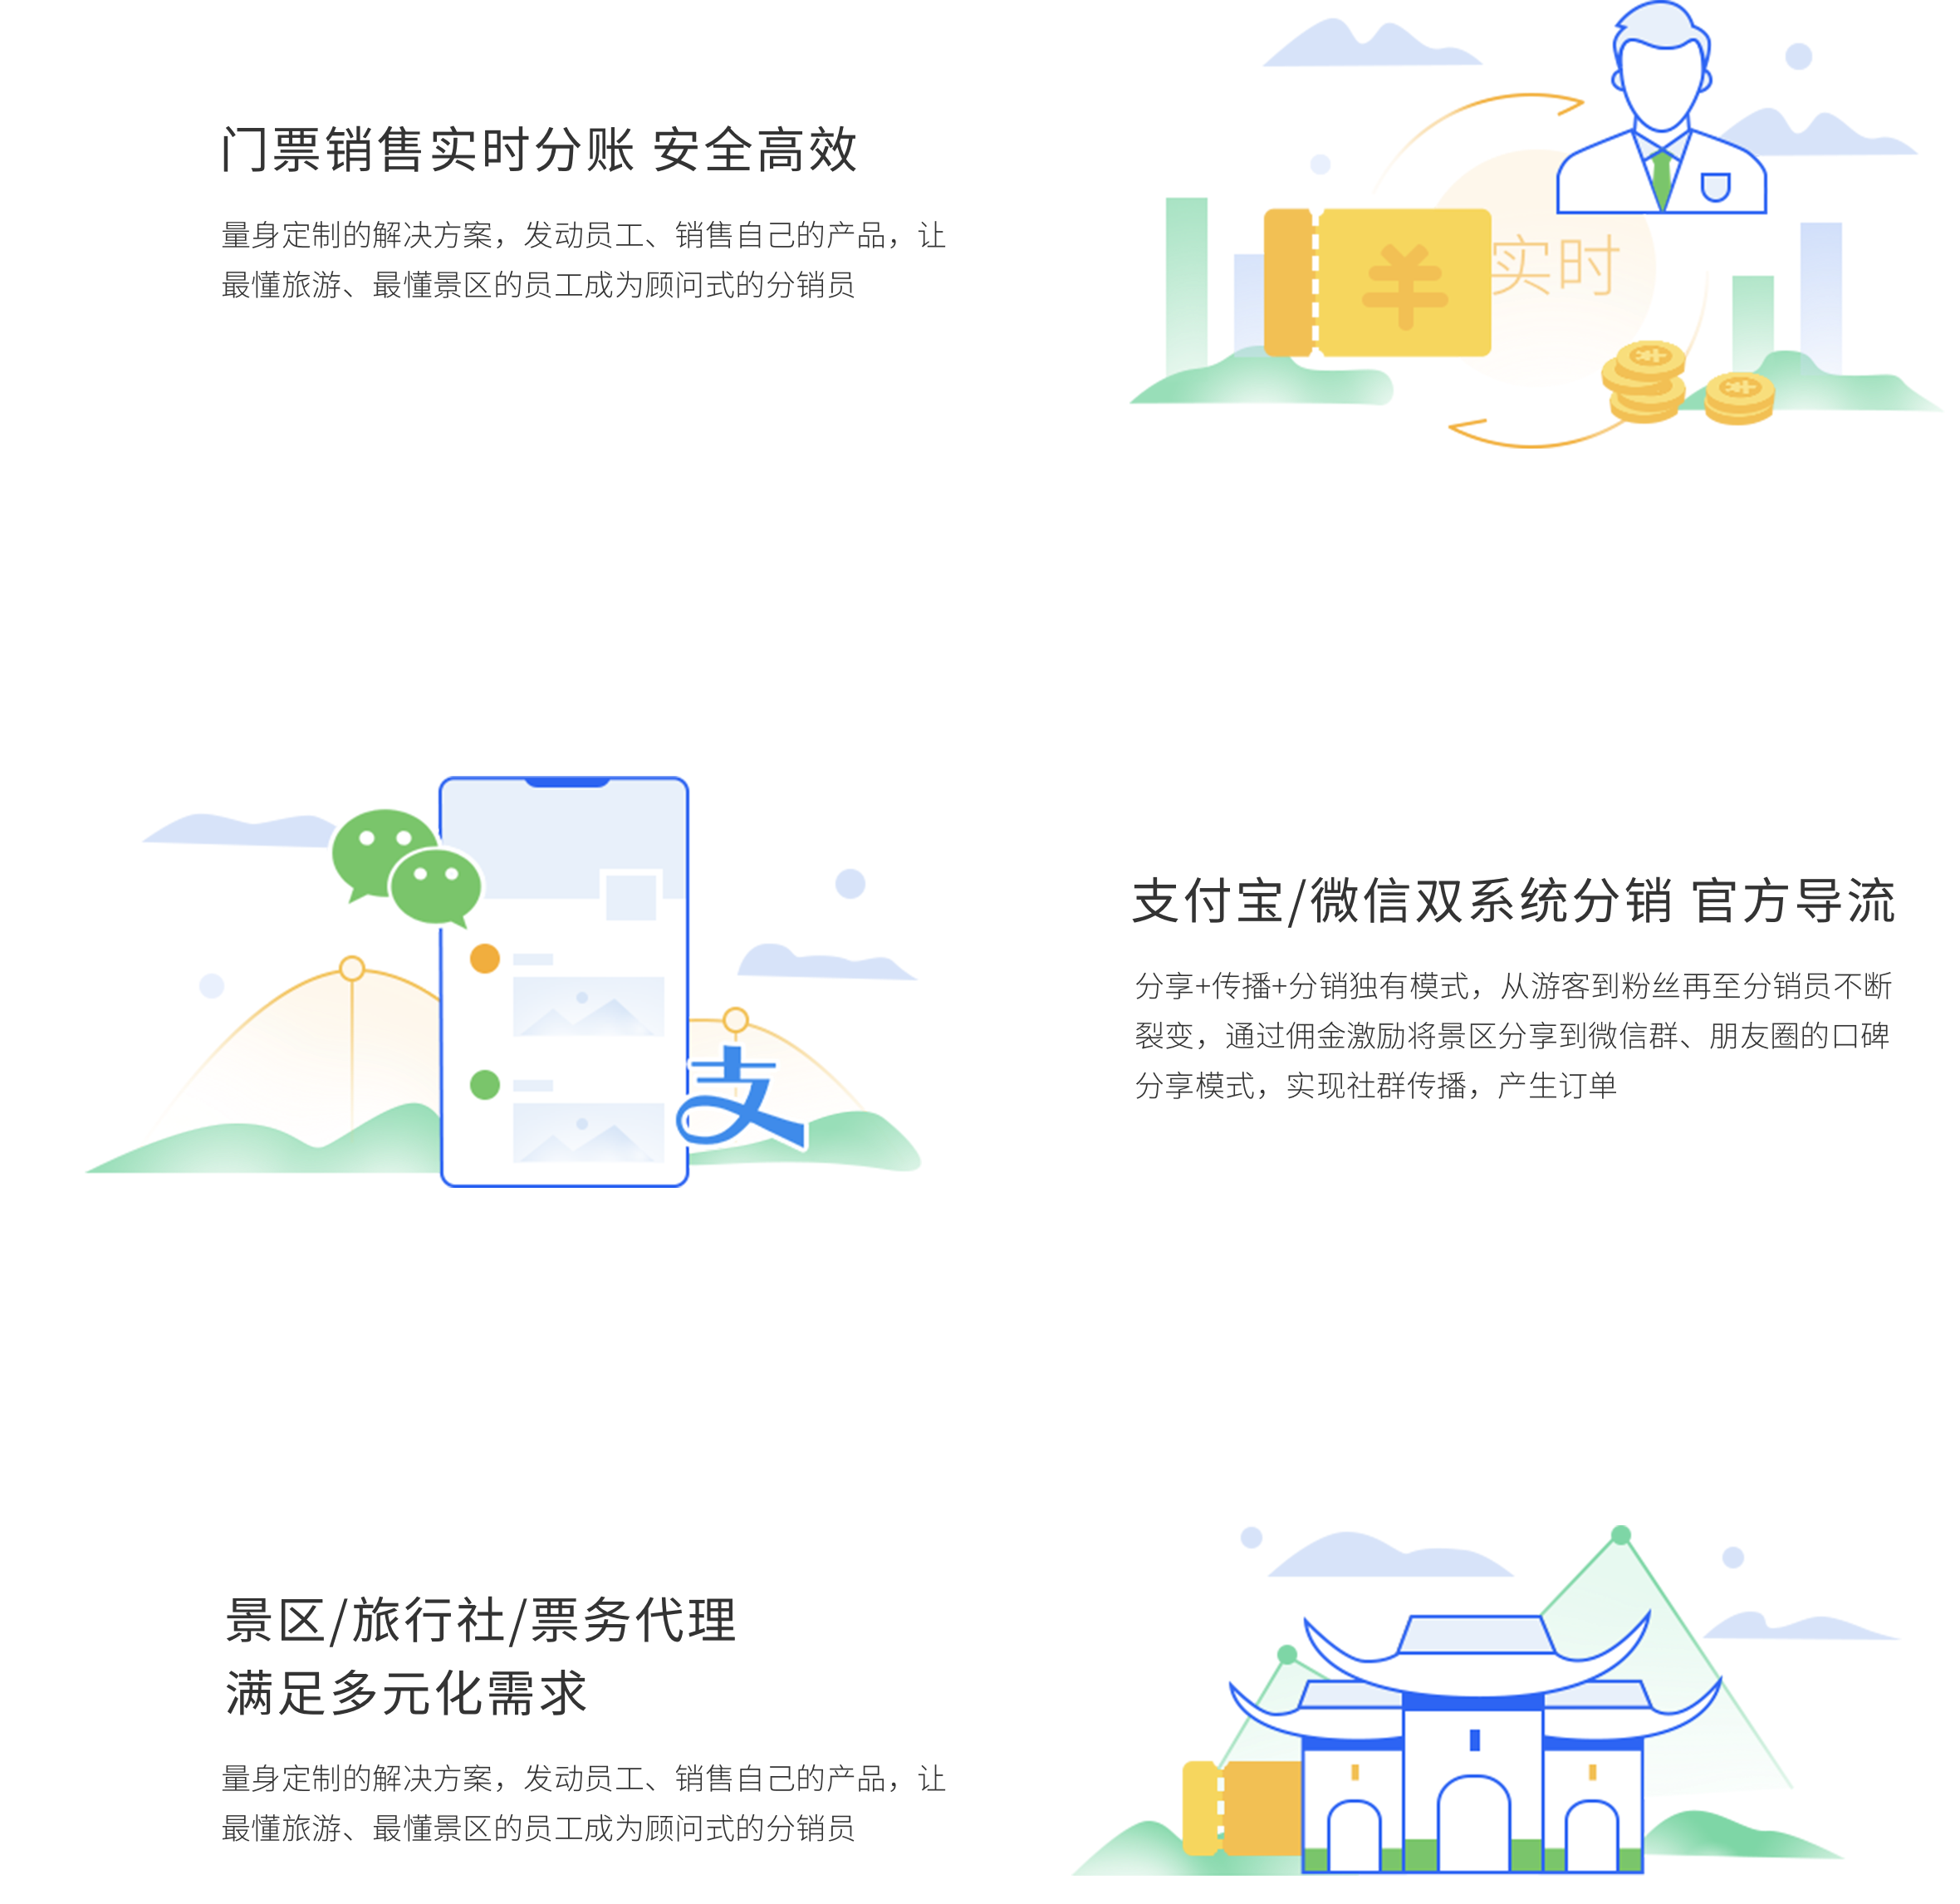 门票销售实时分账 安全高效
量身定制的解决方案，发动员工、销售自己的产品，让
最懂旅游、最懂景区的员工成为顾问式的分销员
实时
支付宝/微信双系统分销 官方导流
分享+传播+分销独有模式，从游客到粉丝再至分销员不断
裂变，通过佣金激励将景区分享到微信群、朋友圈的口碑
分享模式，实现社群传播，产生订单
景区/旅行社/票务代理
满足多元化需求
量身定制的解决方案，发动员工、销售自己的产品，让
最懂旅游、最懂景区的员工成为顾问式的分销员